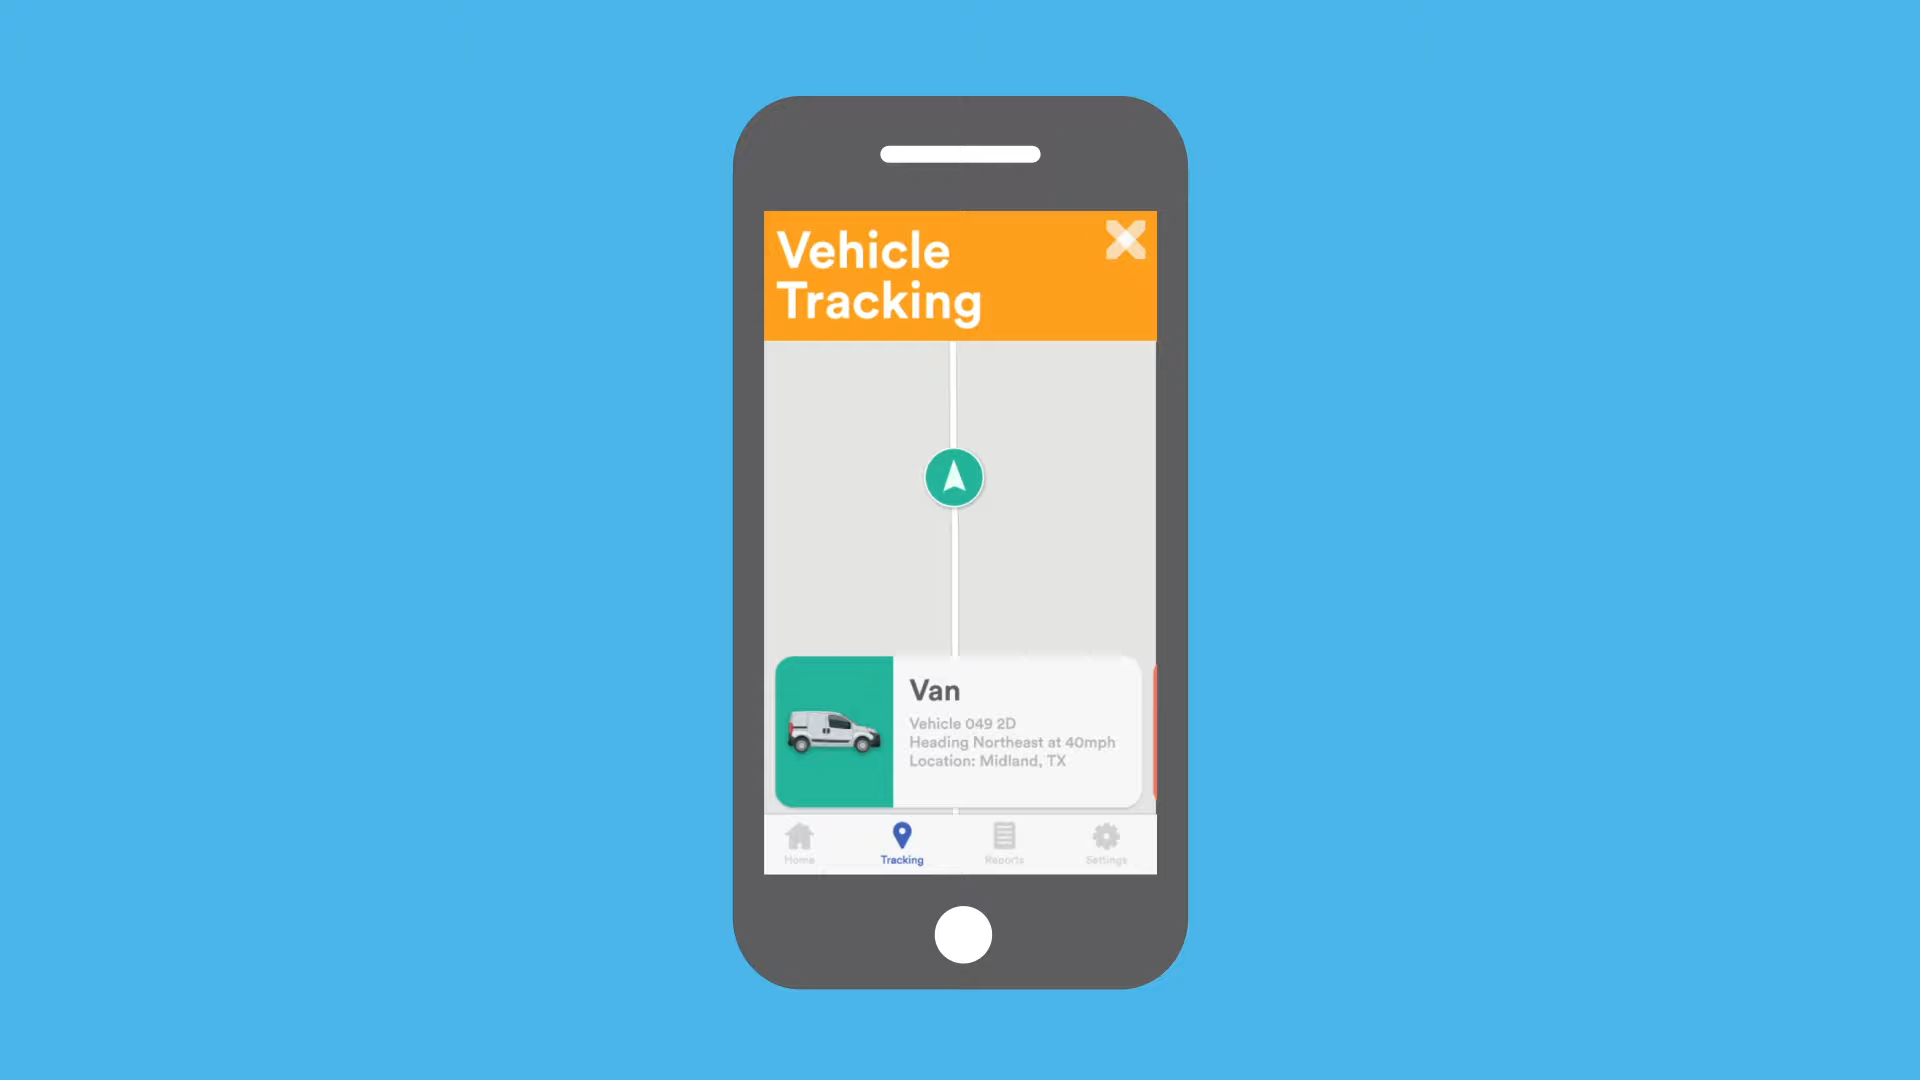 Vehicle
Tracking
Van
Vehicle 049 2D
Heading Northeast at 40mph
Location: Midland, TX
Home
Tracking
Reports
Settings